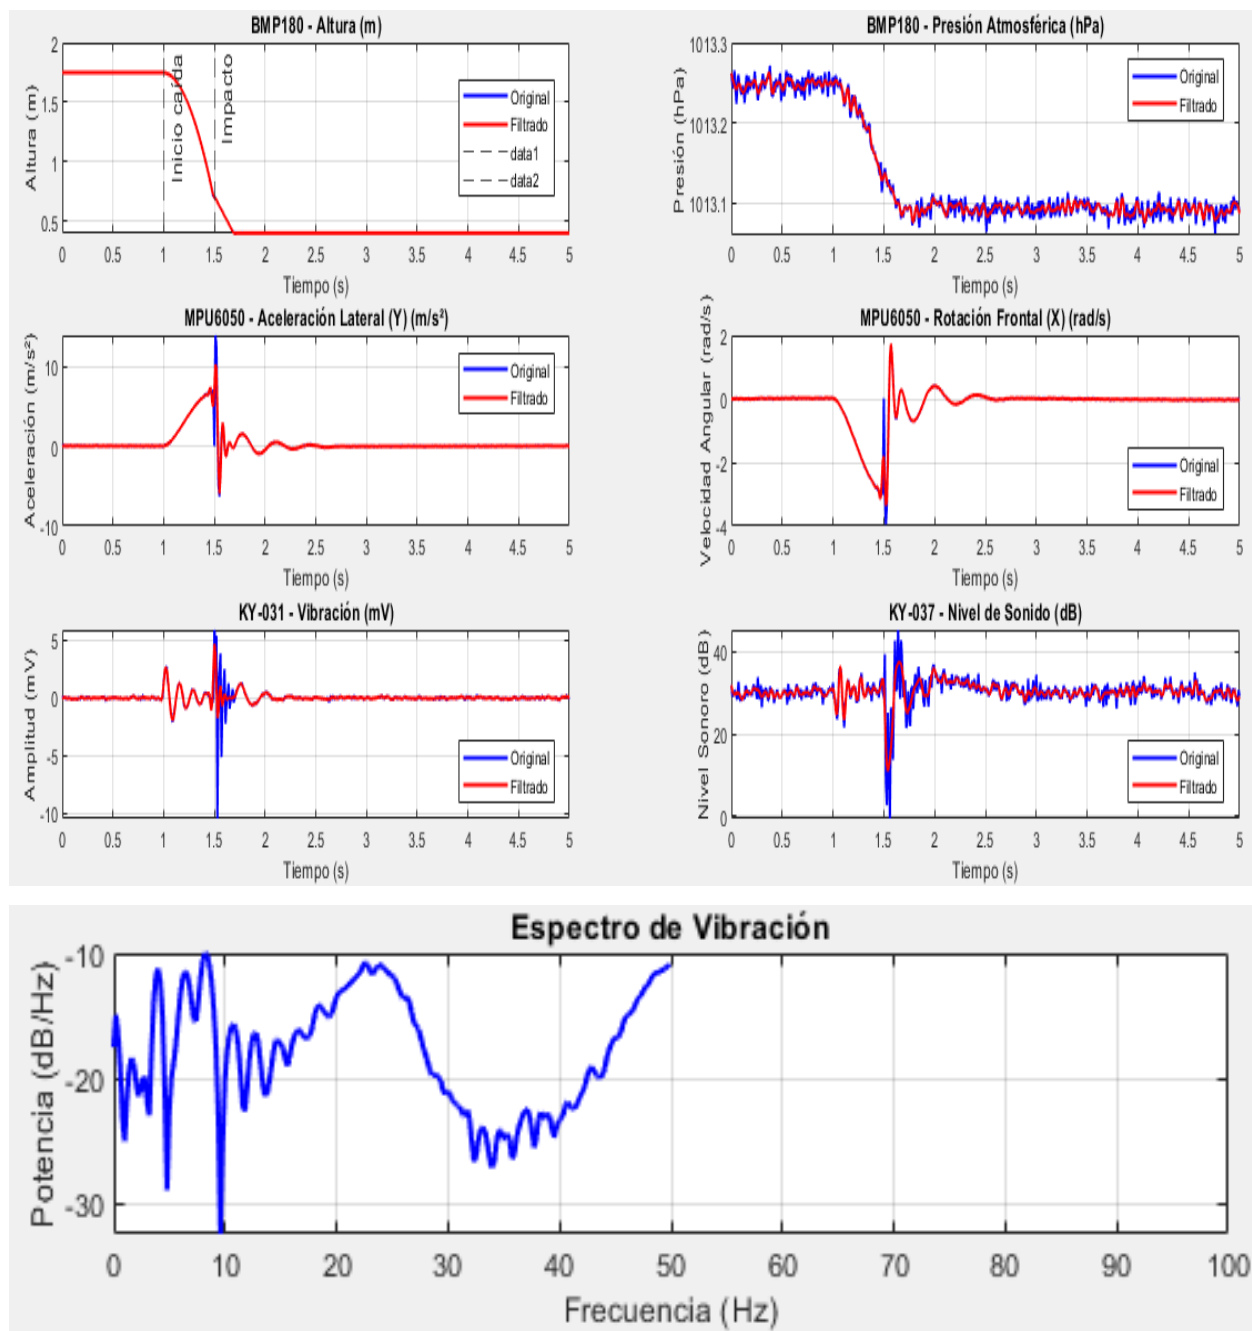 BMP180 - Altura (m)
Altura (m)
2
1.5
1
0.5
Inicio caída
Impacto
Original
Filtrado
data1
data2
0 0.5 1 1.5 2 2.5 3 3.5 4 4.5 5
Tiempo (s)
BMP180 - Presión Atmosférica (hPa)
Presión (hPa)
1013.3
1013.2
1013.1
Original
Filtrado
0 0.5 1 1.5 2 2.5 3 3.5 4 4.5 5
Tiempo (s)
MPU6050 - Aceleración Lateral (Y) (m/s²)
Aceleración (m/s²)
10
0
-10
Original
Filtrado
0 0.5 1 1.5 2 2.5 3 3.5 4 4.5 5
Tiempo (s)
MPU6050 - Rotación Frontal (X) (rad/s)
Velocidad Angular (rad/s)
2
0
-2
-4
Original
Filtrado
0 0.5 1 1.5 2 2.5 3 3.5 4 4.5 5
Tiempo (s)
KY-031 - Vibración (mV)
Amplitud (mV)
5
0
-5
-10
Original
Filtrado
0 0.5 1 1.5 2 2.5 3 3.5 4 4.5 5
Tiempo (s)
KY-037 - Nivel de Sonido (dB)
Nivel Sonoro (dB)
40
20
0
Original
Filtrado
0 0.5 1 1.5 2 2.5 3 3.5 4 4.5 5
Tiempo (s)
Espectro de Vibración
Potencia (dB/Hz)
-10
-20
-30
0 10 20 30 40 50 60 70 80 90 100
Frecuencia (Hz)